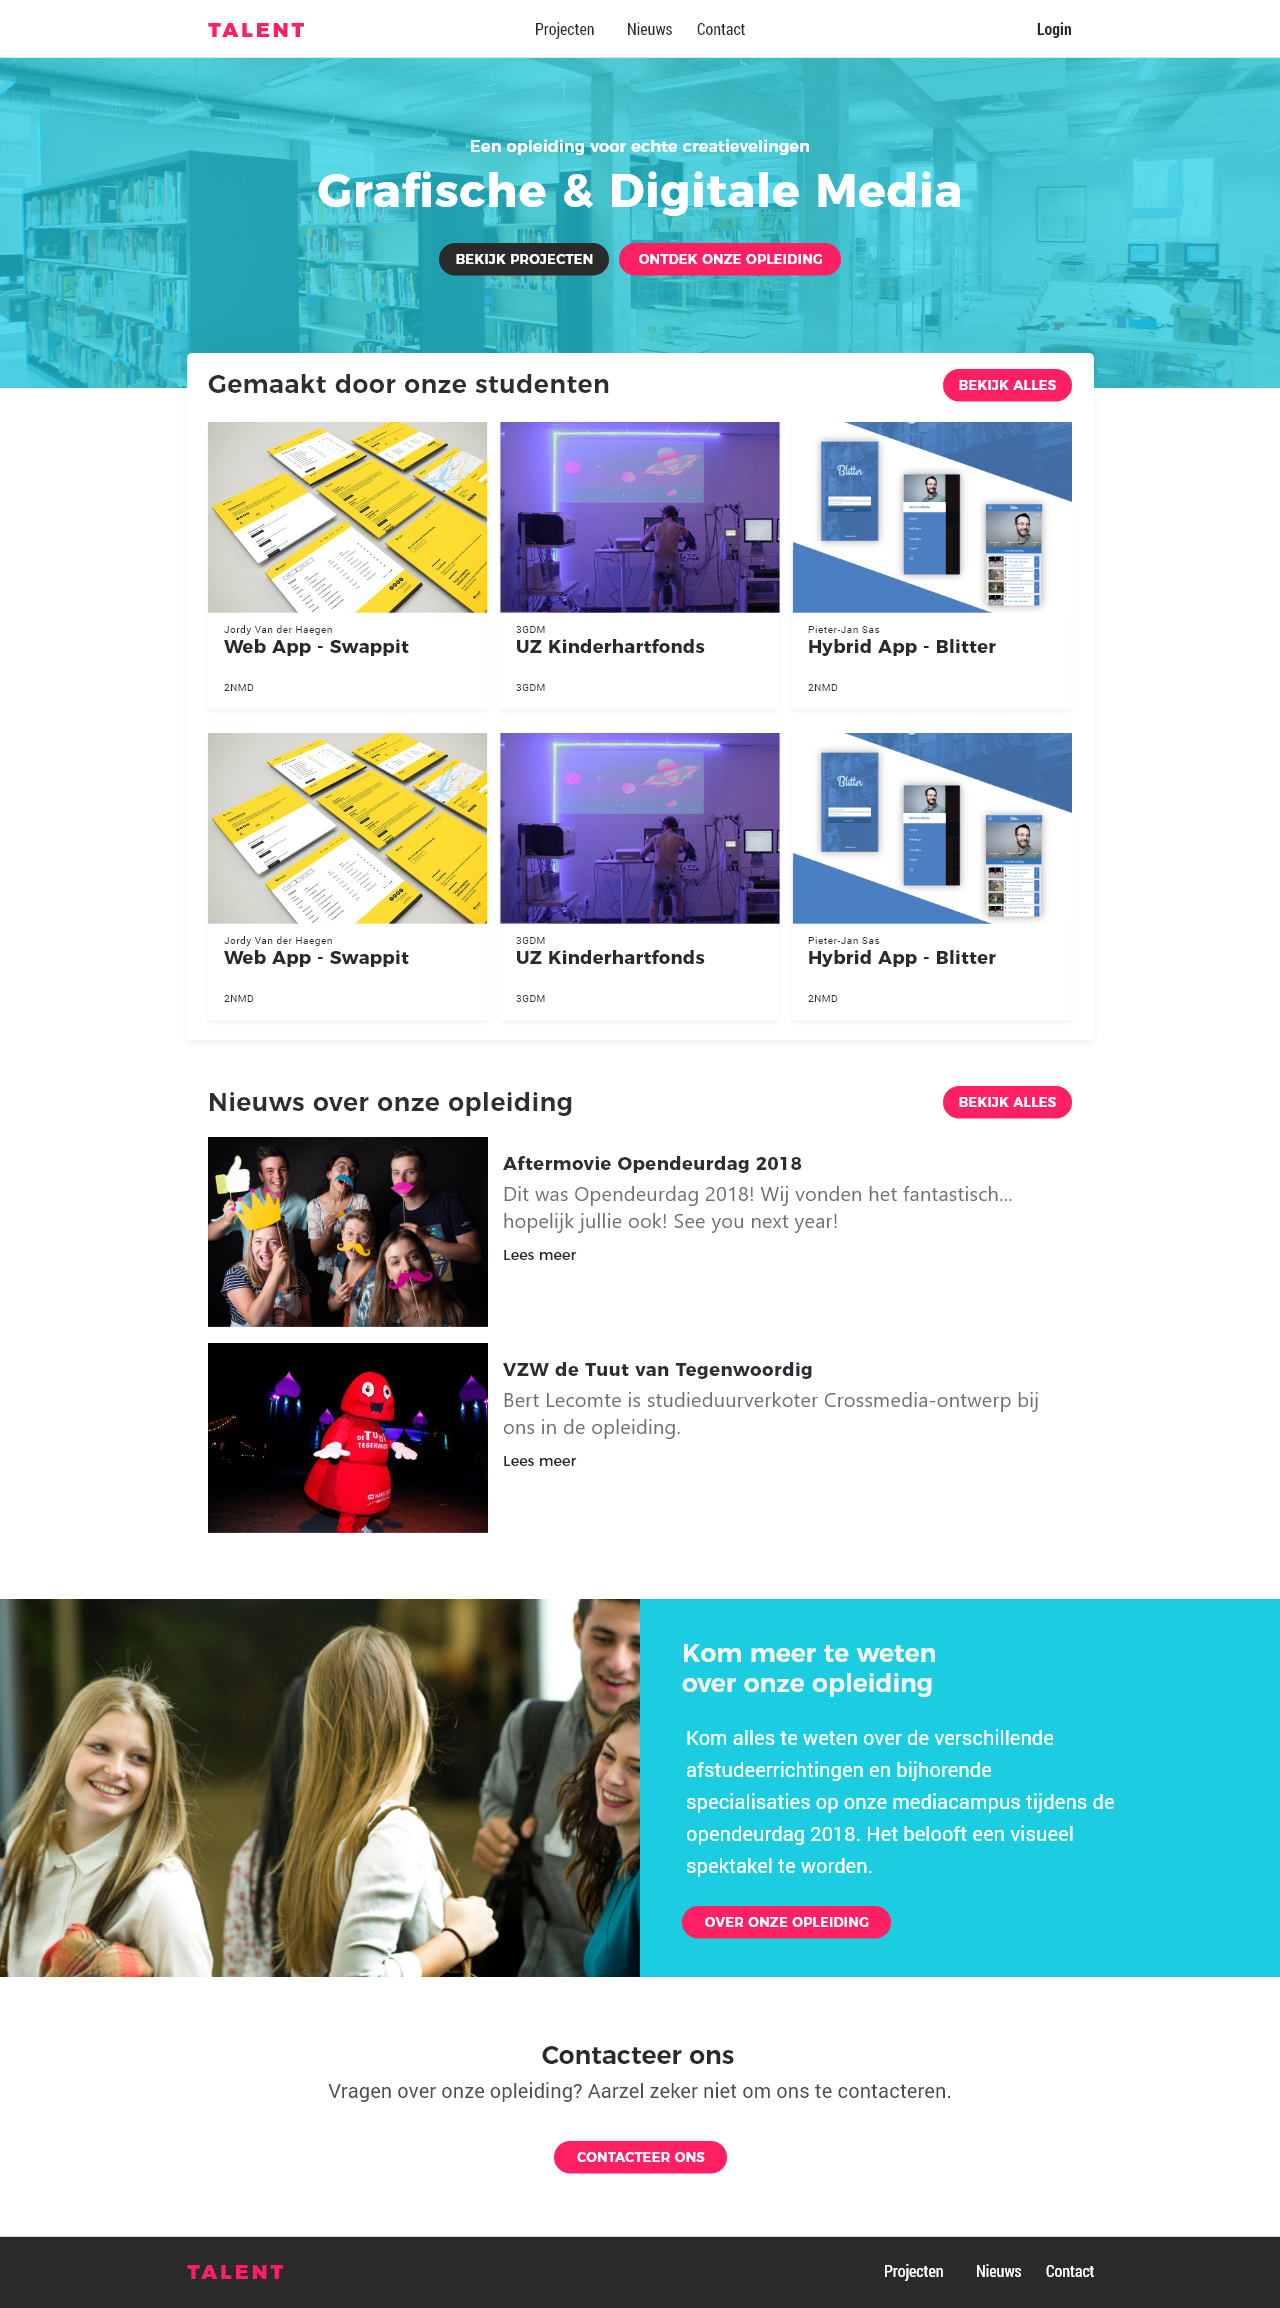 TALENT
Projecten Nieuws Contact
Login
Een opleiding voor echte creatievelingen
Grafische & Digitale Media
BEKIJK PROJECTEN
ONTDEK ONZE OPLEIDING
Gemaakt door onze studenten
BEKIJK ALLES
Blitter
Jordy Van der Haegen
Web App - Swappit
2NMD
3GDM
UZ Kinderhartfonds
3GDM
Pieter-Jan Sas
Hybrid App - Blitter
2NMD
Blitter
Jordy Van der Haegen
Web App - Swappit
2NMD
3GDM
UZ Kinderhartfonds
3GDM
Pieter-Jan Sas
Hybrid App - Blitter
2NMD
Nieuws over onze opleiding
BEKIJK ALLES
Aftermovie Opendeurdag 2018
Dit was Opendeurdag 2018! Wij vonden het fantastisch...
hopelijk jullie ook! See you next year!
Lees meer
DE TUUT
VZW de Tuut van Tegenwoordig
Bert Lecomte is studieduurverkoter Crossmedia-ontwerp bij
ons in de opleiding.
Lees meer
Kom meer te weten
over onze opleiding
Kom alles te weten over de verschillende
afstudeerrichtingen en bijhorende
specialisaties op onze mediacampus tijdens de
opendeurdag 2018. Het belooft een visueel
spektakel te worden.
OVER ONZE OPLEIDING
Contacteer ons
Vragen over onze opleiding? Aarzel zeker niet om ons te contacteren.
CONTACTEER ONS
TALENT
Projecten Nieuws Contact